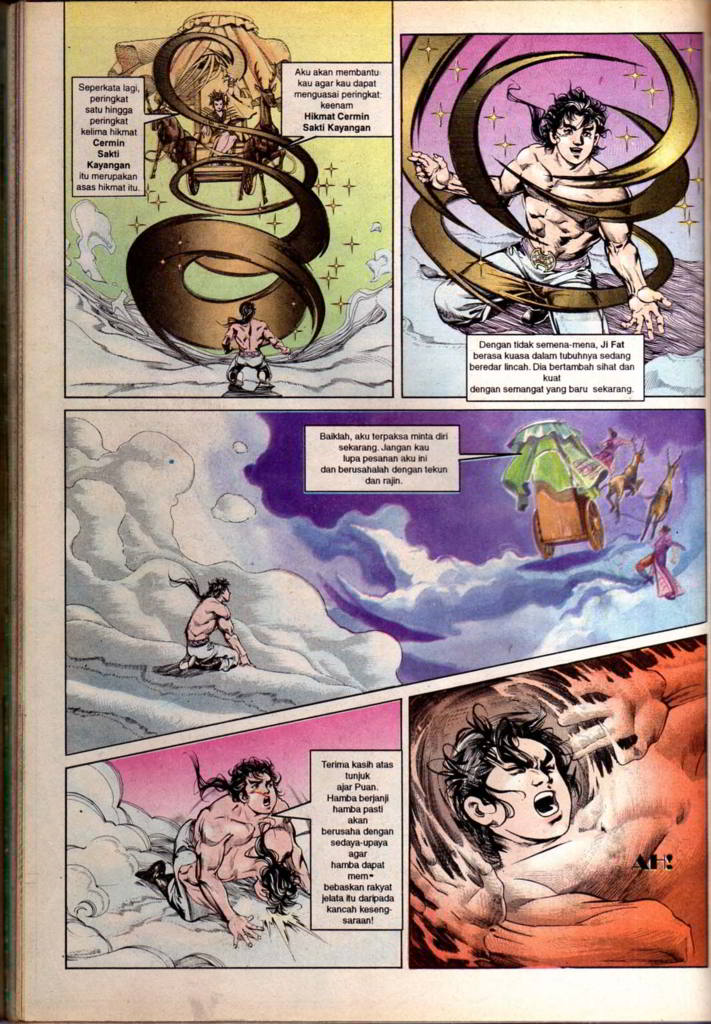 Seperkata lagi,
peringkat
satu hingga
peringkat
kelima hikmat
Cermin
Sakti
Kayangan
itu merupakan
asas hikmat itu.
Aku akan membantu
kau agar kau dapat
menguasai peringkat
keenam
Hikmat Cermin
Sakti Kayangan
Dengan tidak semena-mena, Ji Fat
berasa kuasa dalam tubuhnya sedang
beredar lincah. Dia bertambah sihat dan
kuat
dengan semangat yang baru sekarang.
Baiklah, aku terpaksa minta diri
sekarang. Jangan kau
lupa pesanan aku ini
dan berusahalah dengan tekun
dan rajin.
Terima kasih atas
tunjuk
ajar Puan.
Hamba berjanji
hamba pasti
akan
berusaha dengan
sedaya-upaya
agar
hamba dapat
mem-
bebaskan rakyat
jelata itu daripada
kancah keseng-
saraan!
AH!